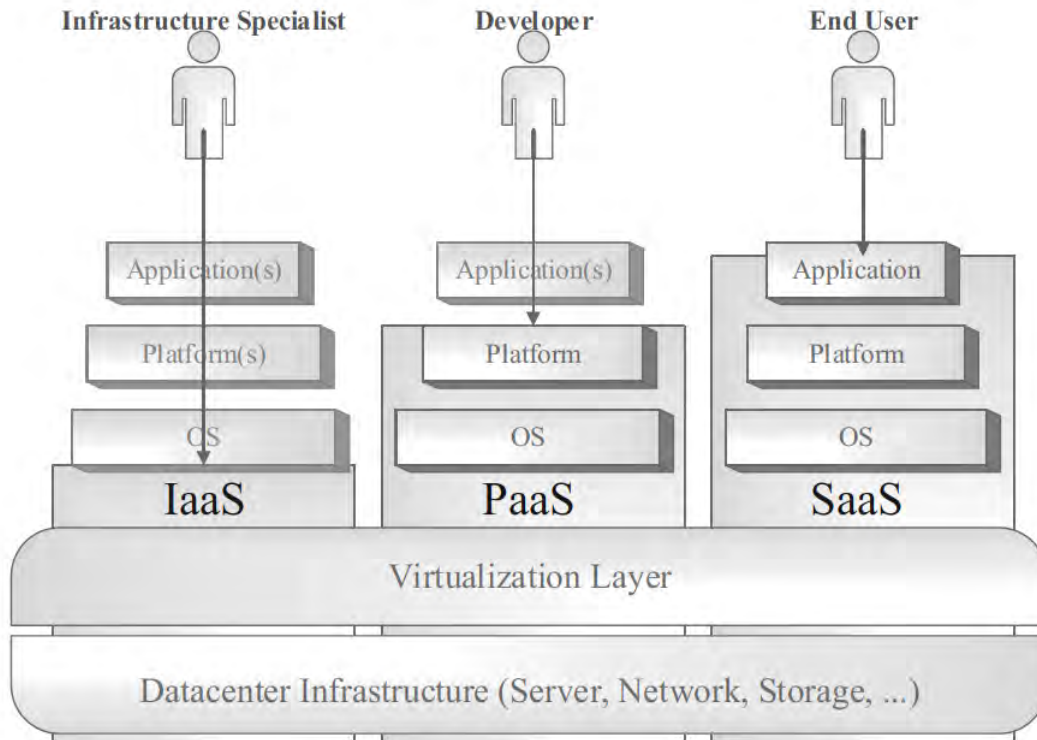 Infrastructure Specialist
Developer
End User
Application(s)
Application(s)
Application
Platform(s)
Platform
Platform
OS
OS
OS
IaaS
PaaS
SaaS
Virtualization Layer
Datacenter Infrastructure (Server, Network, Storage, ...)